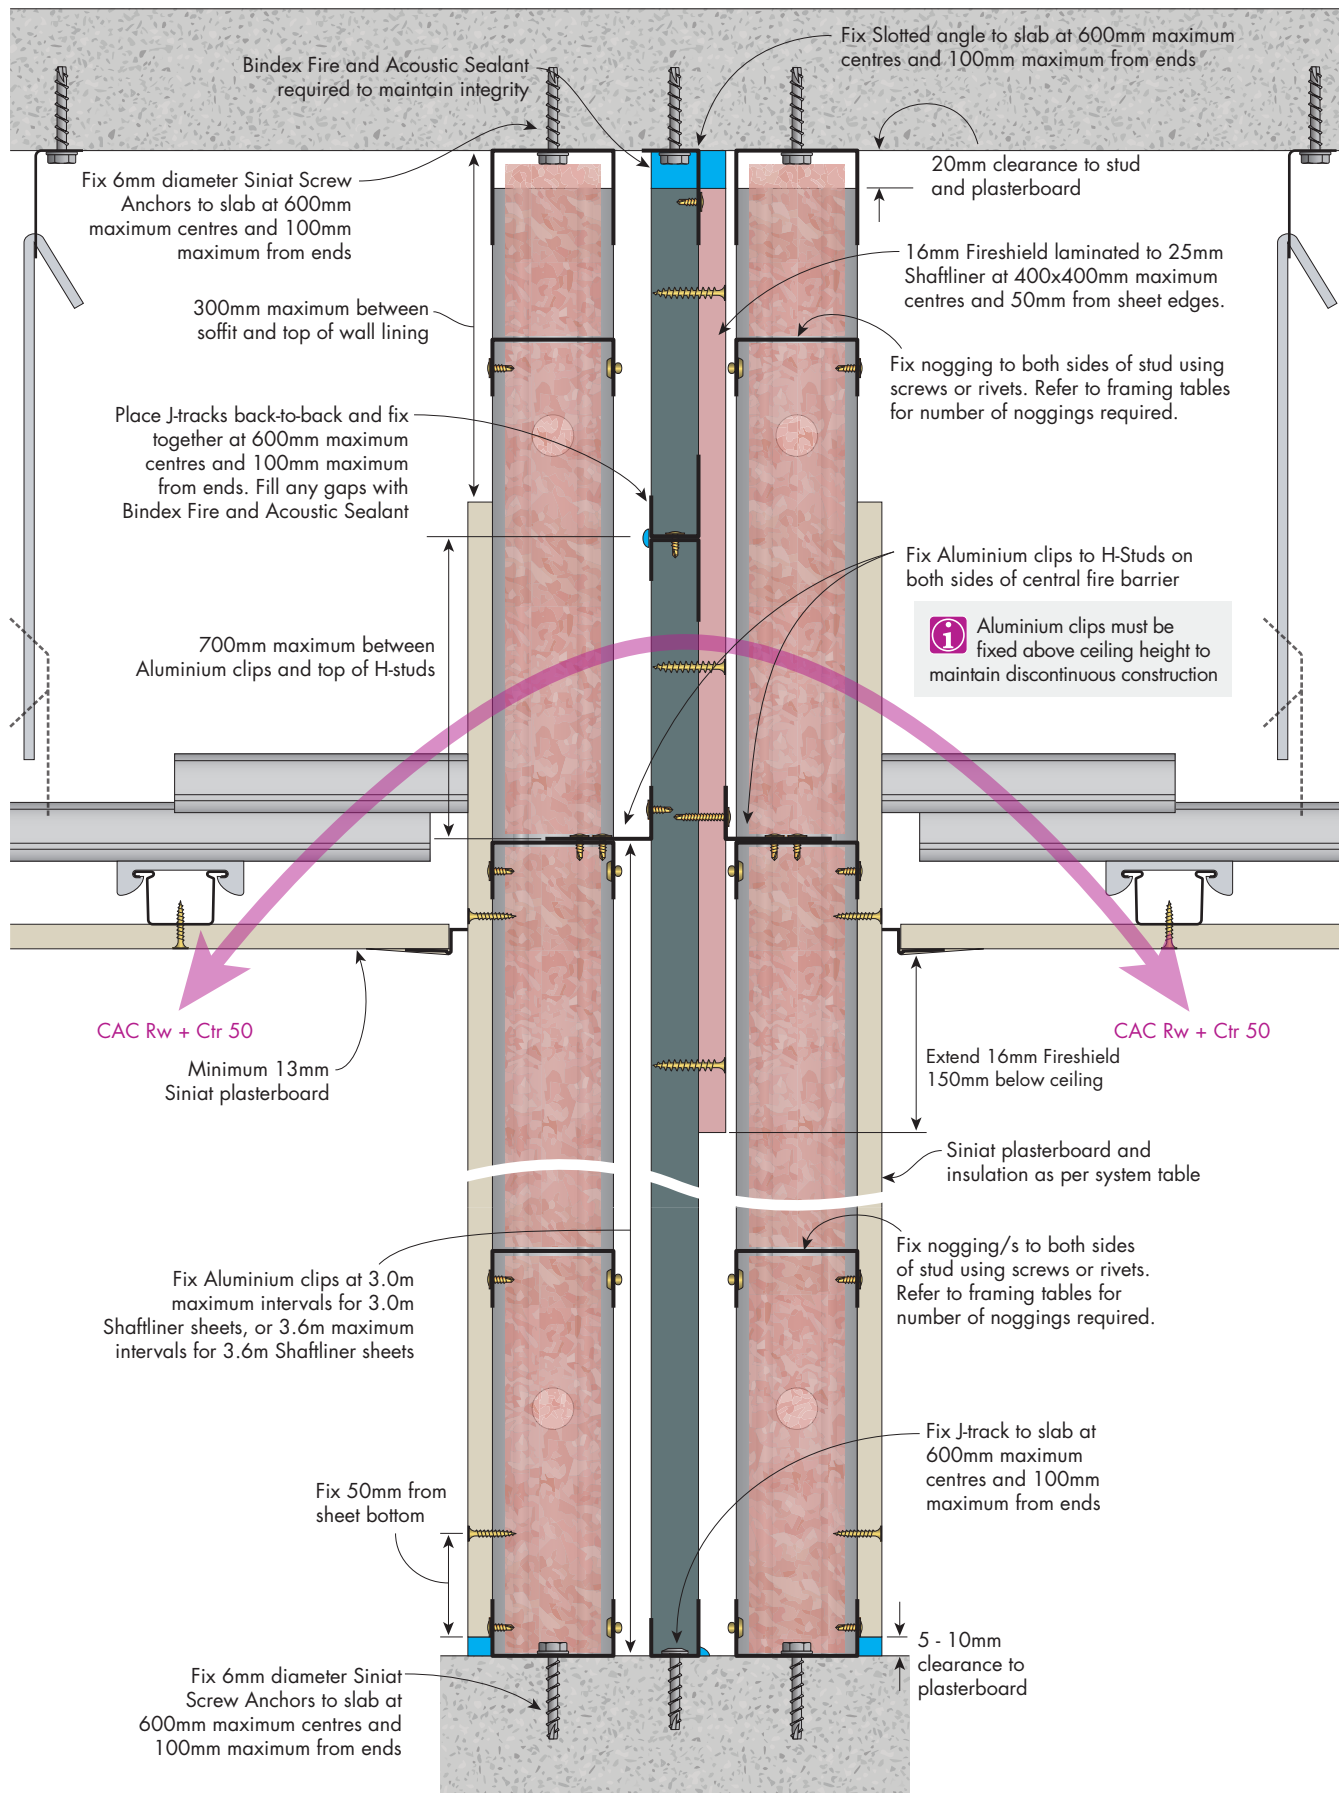 Fix Slotted angle to slab at 600mm maximum
centres and 100mm maximum from ends
Bindex Fire and Acoustic Sealant
required to maintain integrity
20mm clearance to stud
and plasterboard
Fix 6mm diameter Siniat Screw
Anchors to slab at 600mm
maximum centres and 100mm
maximum from ends
16mm Fireshield laminated to 25mm
Shaftliner at 400x400mm maximum
centres and 50mm from sheet edges.
300mm maximum between
soffit and top of wall lining
Fix nogging to both sides of stud using
screws or rivets. Refer to framing tables
for number of noggings required.
Place J-tracks back-to-back and fix
together at 600mm maximum
centres and 100mm maximum
from ends. Fill any gaps with
Bindex Fire and Acoustic Sealant
Fix Aluminium clips to H-Studs on
both sides of central fire barrier
i
Aluminium clips must be
fixed above ceiling height to
maintain discontinuous construction
700mm maximum between
Aluminium clips and top of H-studs
CAC Rw + Ctr 50
CAC Rw + Ctr 50
Minimum 13mm
Siniat plasterboard
Extend 16mm Fireshield
150mm below ceiling
Siniat plasterboard and
insulation as per system table
Fix nogging/s to both sides
of stud using screws or rivets.
Refer to framing tables for
number of noggings required.
Fix Aluminium clips at 3.0m
maximum intervals for 3.0m
Shaftliner sheets, or 3.6m maximum
intervals for 3.6m Shaftliner sheets
Fix J-track to slab at
600mm maximum
centres and 100mm
maximum from ends
Fix 50mm from
sheet bottom
5 - 10mm
clearance to
plasterboard
Fix 6mm diameter Siniat
Screw Anchors to slab at
600mm maximum centres and
100mm maximum from ends